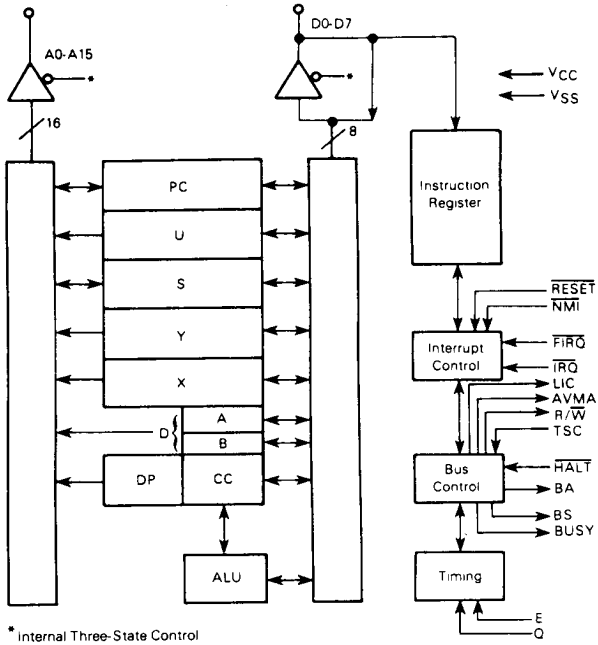 A0-A15
*
16
D0-D7
*
8
VCC
VSS
PC
U
S
Y
X
D {
A
B
DP
CC
ALU
Instruction
Register
Interrupt
Control
Bus
Control
Timing
RESET
NMI
FIRQ
IRQ
LIC
AVMA
R/W
TSC
HALT
BA
BS
BUSY
E
Q
* Internal Three-State Control